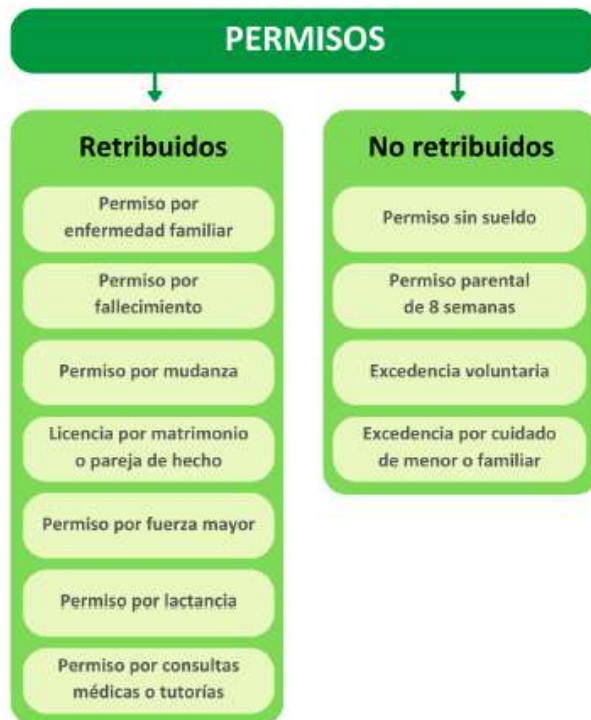 PERMISOS
Retribuidos
Permiso por
enfermedad familiar
Permiso por
fallecimiento
Permiso por mudanza
Licencia por matrimonio
o pareja de hecho
Permiso por fuerza mayor
Permiso por lactancia
Permiso por consultas
médicas o tutorías
No retribuidos
Permiso sin sueldo
Permiso parental
de 8 semanas
Excedencia voluntaria
Excedencia por cuidado
de menor o familiar